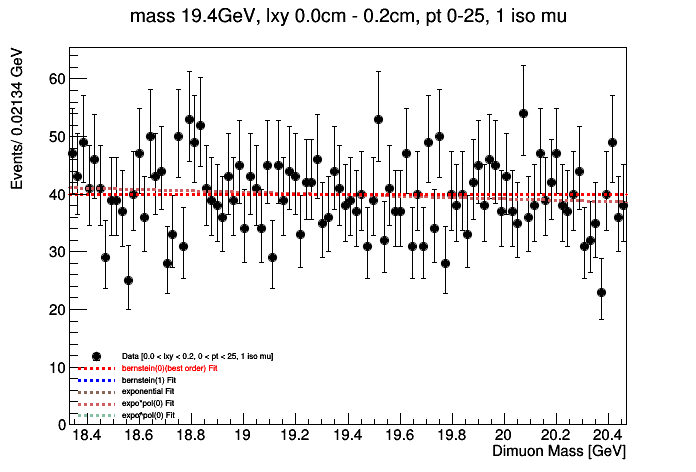 mass 19.4GeV, lxy 0.0cm - 0.2cm, pt 0-25, 1 iso mu
Events/ 0.02134 GeV
60
50
40
30
20
10
0
Data [0.0 < lxy < 0.2, 0 < pt < 25, 1 iso mu]
bernstein(0)(best order) Fit
bernstein(1) Fit
exponential Fit
expo*pol(0) Fit
expo*pol(0) Fit
18.4 18.6 18.8 19 19.2 19.4 19.6 19.8 20 20.2 20.4
Dimuon Mass [GeV]